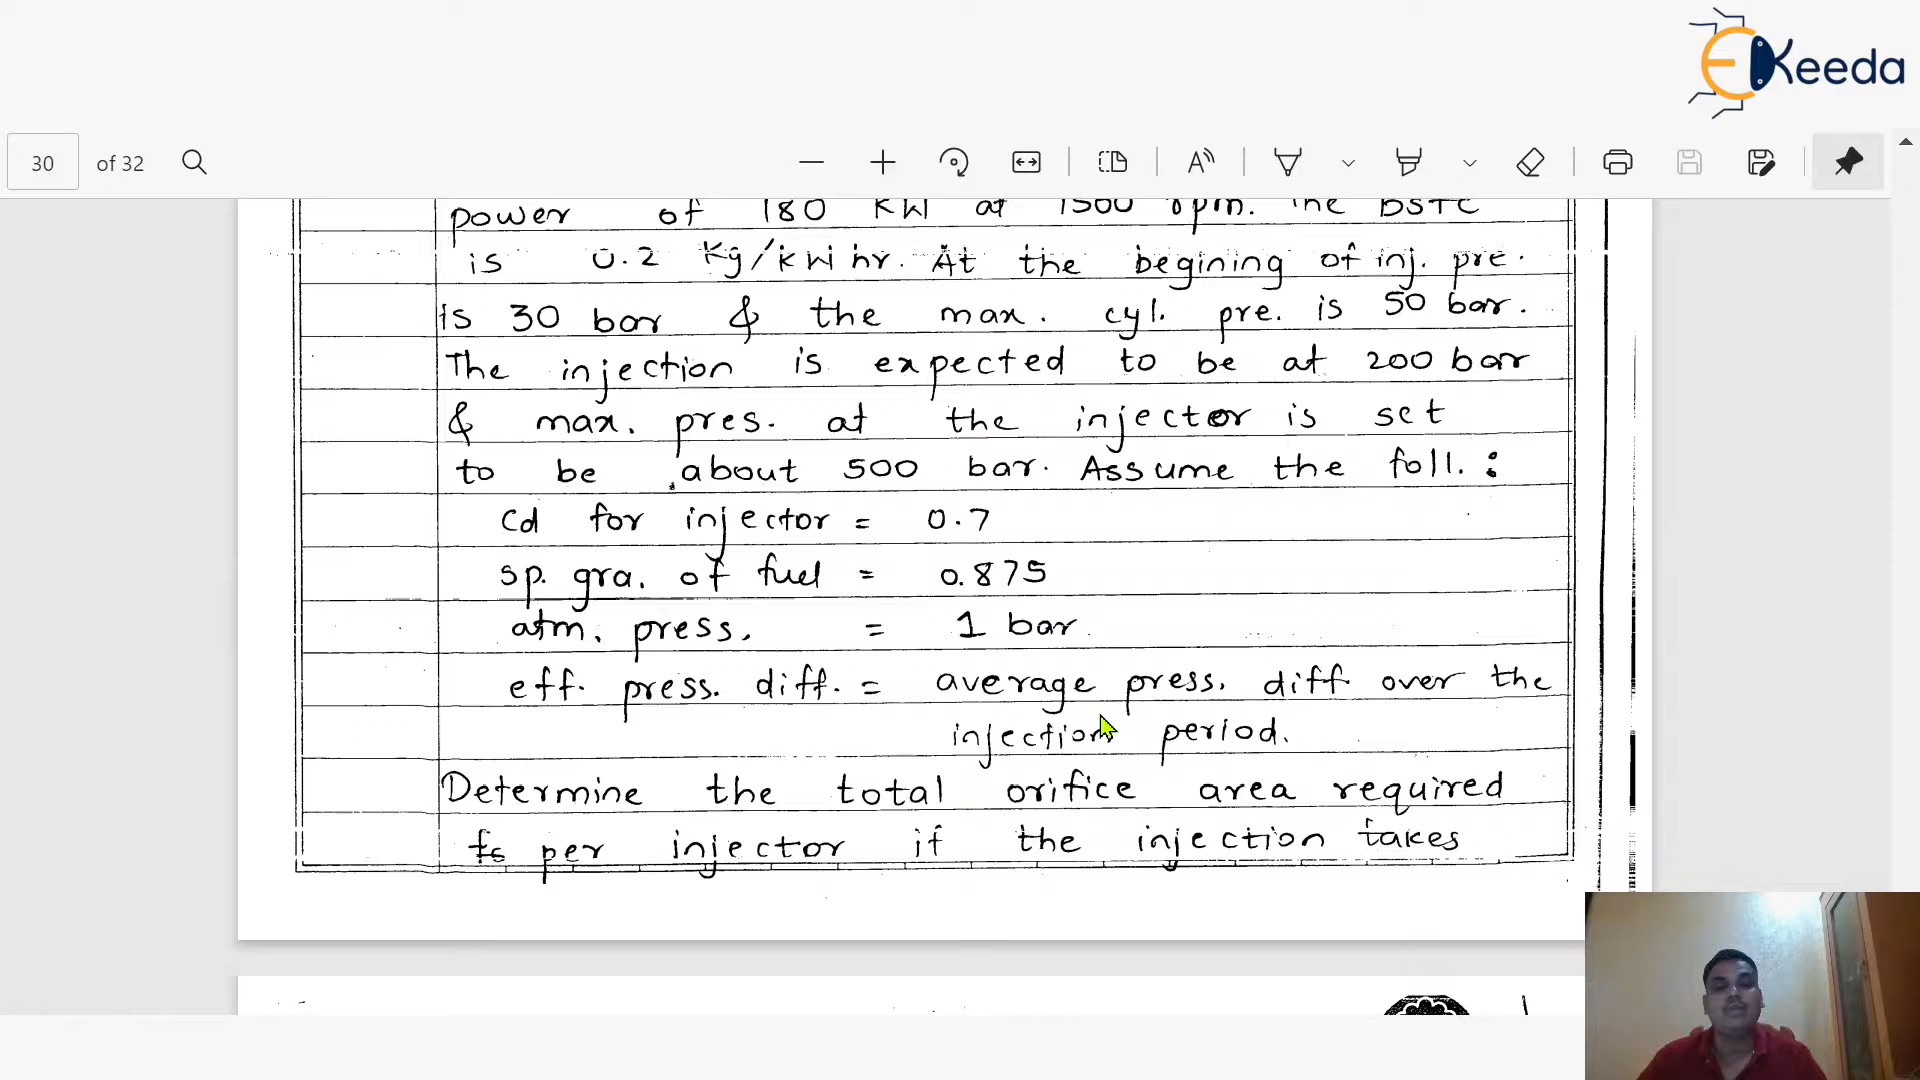 EKeeda
30 of 32
power of 180 KW at 1500 rpm. The BSFC
is 0.2 Kg/kW hr. At the begining of inj. pre.
is 30 bar & the max. cyl. pre. is 50 bar.
The injection is expected to be at 200 bar
& max. pres. at the injector is set
to be about 500 bar. Assume the foll. :
Cd for injector = 0.7
sp. gra. of fuel = 0.875
atm. press. = 1 bar.
eff. press. diff. = average press. diff over the
injection period.
Determine the total orifice area required
per injector if the injection takes